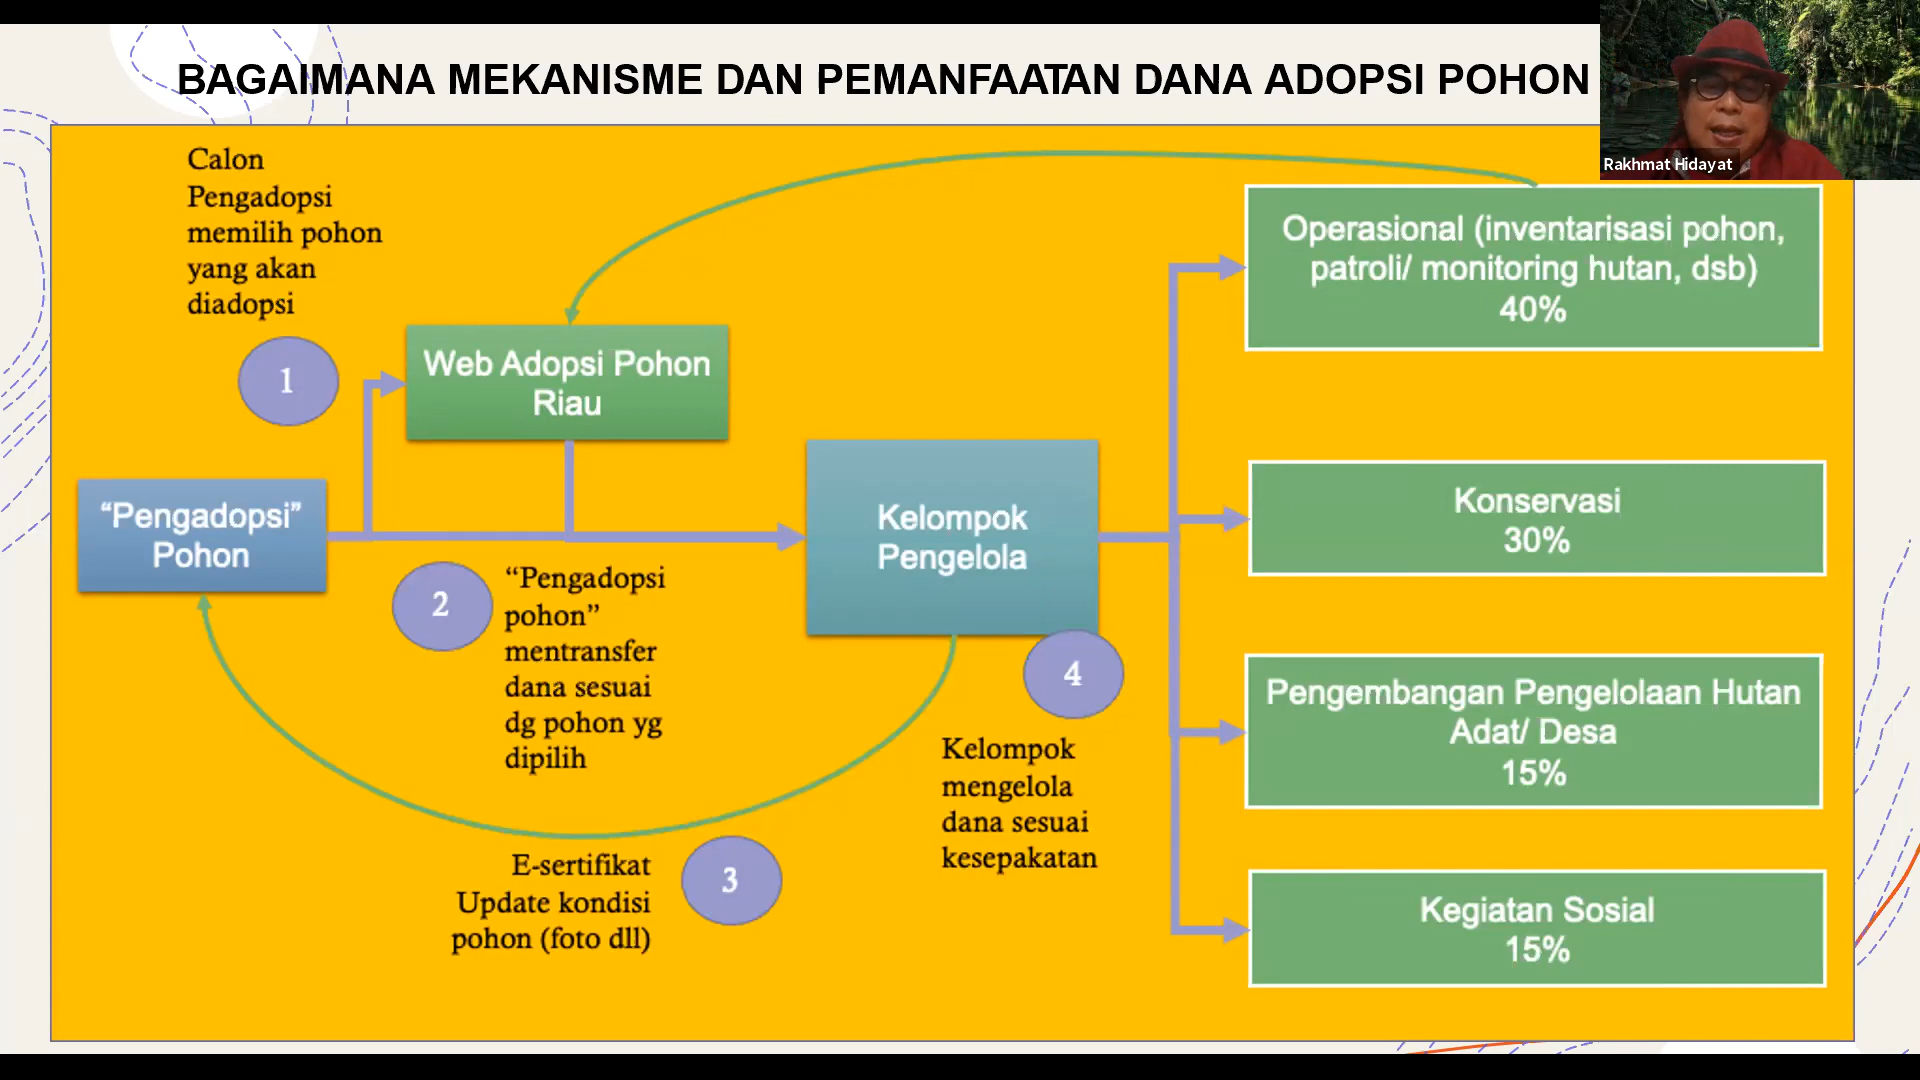 BAGAIMANA MEKANISME DAN PEMANFAATAN DANA ADOPSI POHON
Rakhmat Hidayat
Calon
Pengadopsi
memilih pohon
yang akan
diadopsi
1
Web Adopsi Pohon
Riau
“Pengadopsi”
Pohon
2
“Pengadopsi
pohon”
mentransfer
dana sesuai
dg pohon yg
dipilih
Kelompok
Pengelola
3
E-sertifikat
Update kondisi
pohon (foto dll)
4
Kelompok
mengelola
dana sesuai
kesepakatan
Operasional (inventarisasi pohon,
patroli/ monitoring hutan, dsb)
40%
Konservasi
30%
Pengembangan Pengelolaan Hutan
Adat/ Desa
15%
Kegiatan Sosial
15%